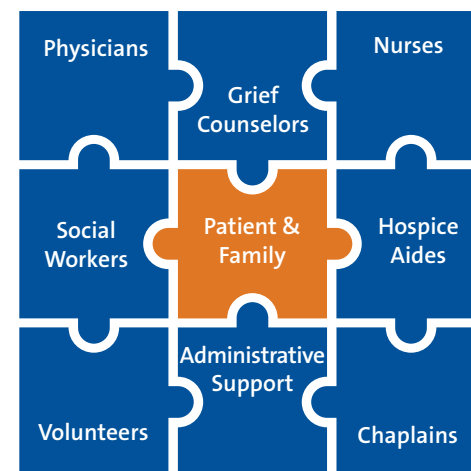 Physicians
Grief
Counselors
Nurses
Social
Workers
Patient &
Family
Hospice
Aides
Volunteers
Administrative
Support
Chaplains